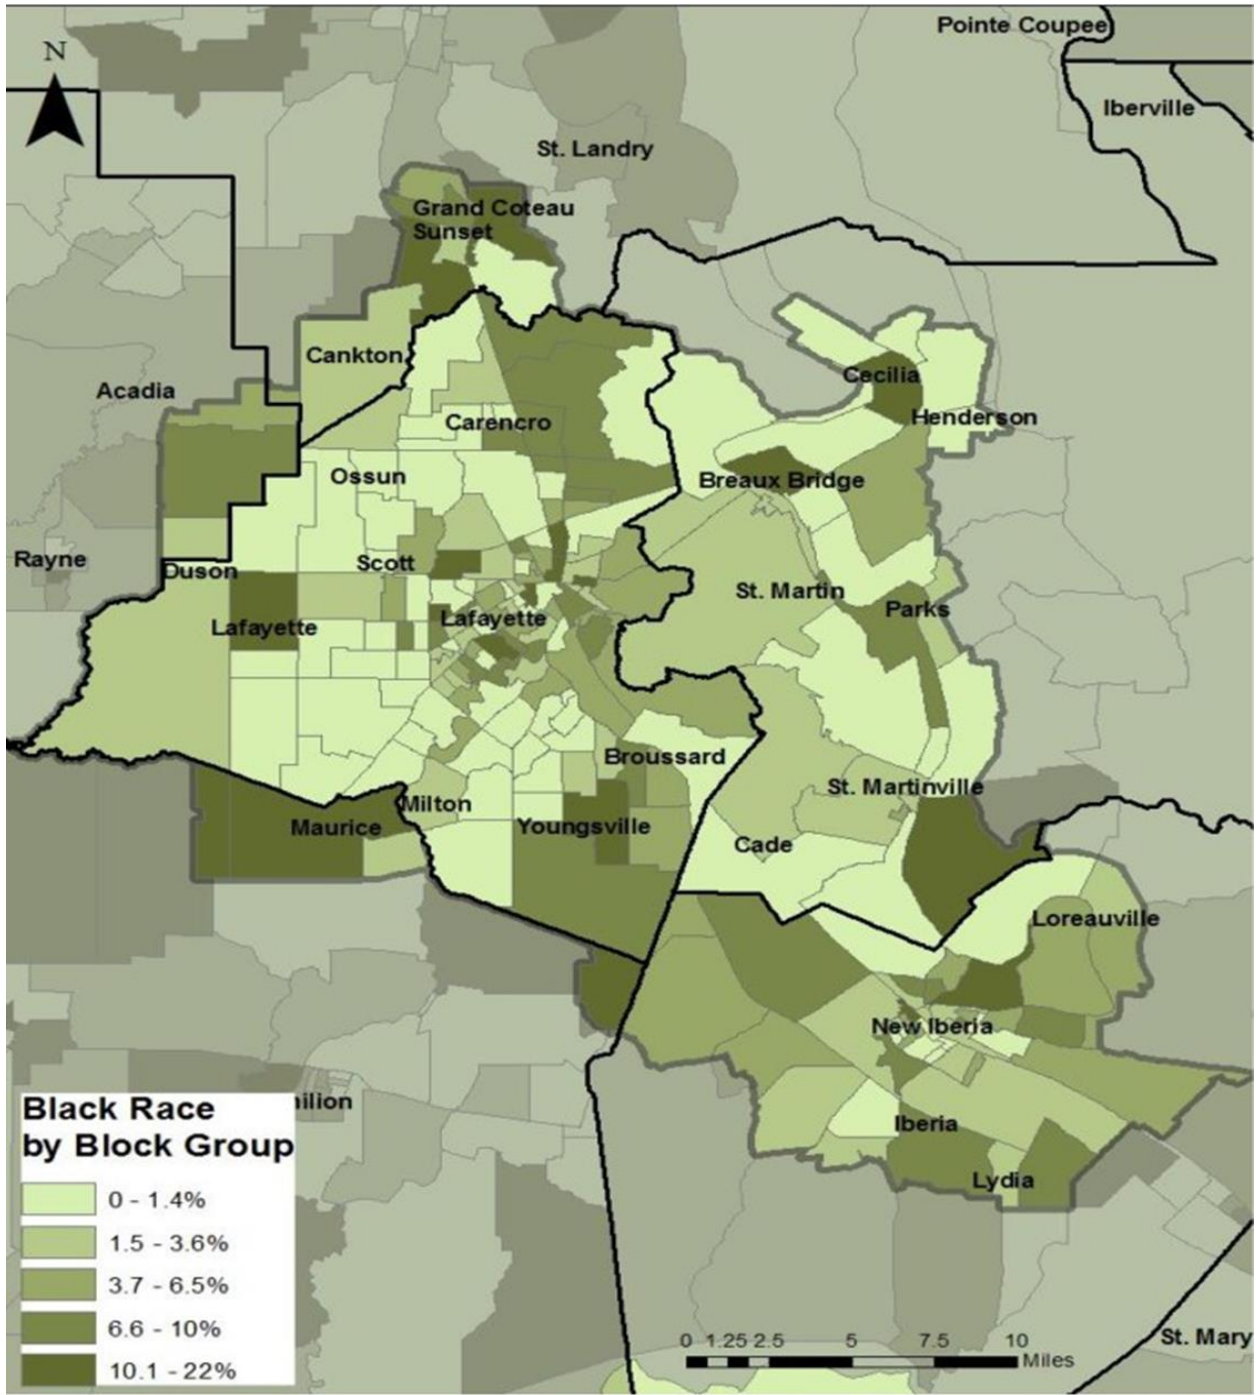 Pointe Coupee
N
Iberville
St. Landry
Grand Coteau
Sunset
Cankton
Cecilia
Acadia
Henderson
Carencro
Ossun
Breaux Bridge
Rayne
Scott
Duson
St. Martin
Parks
Lafayette
Lafayette
Broussard
St. Martinville
Milton
Maurice
Youngsville
Cade
Loreauville
New Iberia
Iberia
Lydia
Black Race
by Block Group
0 - 1.4%
1.5 - 3.6%
3.7 - 6.5%
6.6 - 10%
10.1 - 22%
0 1.25 2.5 5 7.5 10
Miles
St. Mary